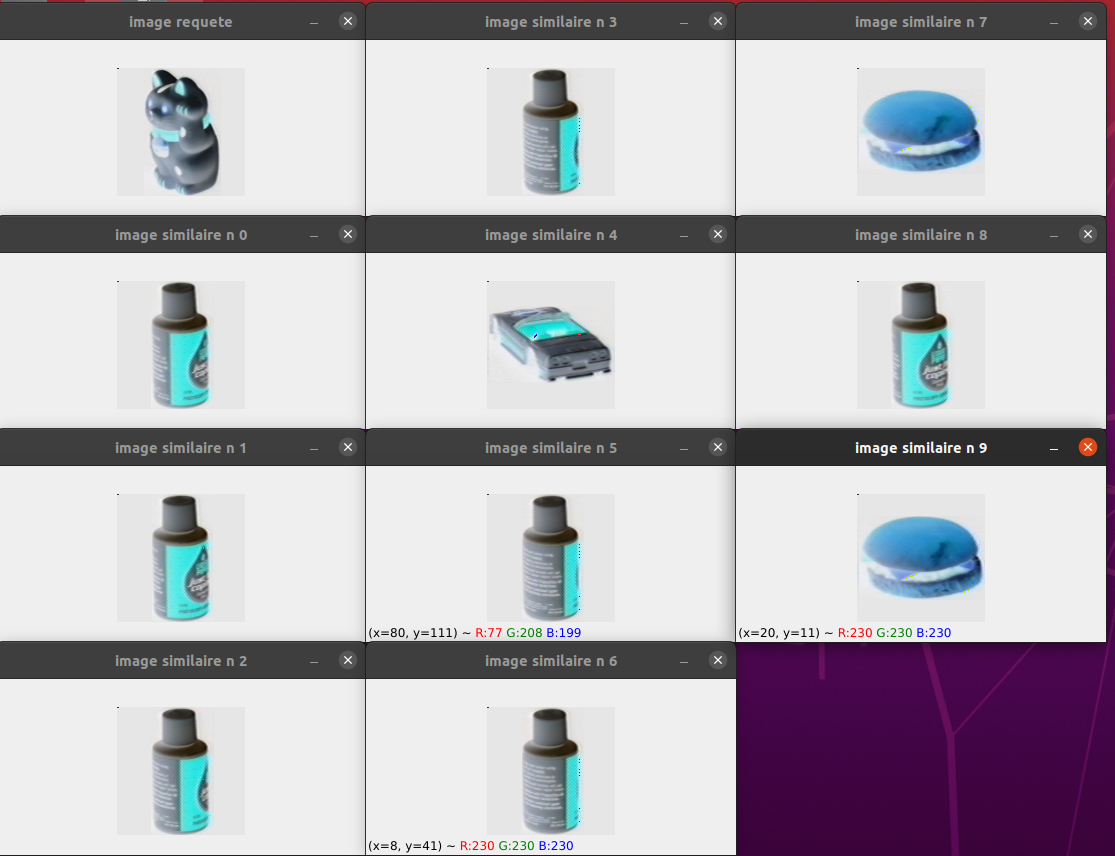 image requete
image similaire n 3
image similaire n 7
image similaire n 0
image similaire n 4
image similaire n 8
image similaire n 1
image similaire n 5
image similaire n 9
(x=80, y=111) ~ R:77 G:208 B:199
(x=20, y=11) ~ R:230 G:230 B:230
image similaire n 2
image similaire n 6
(x=8, y=41) ~ R:230 G:230 B:230